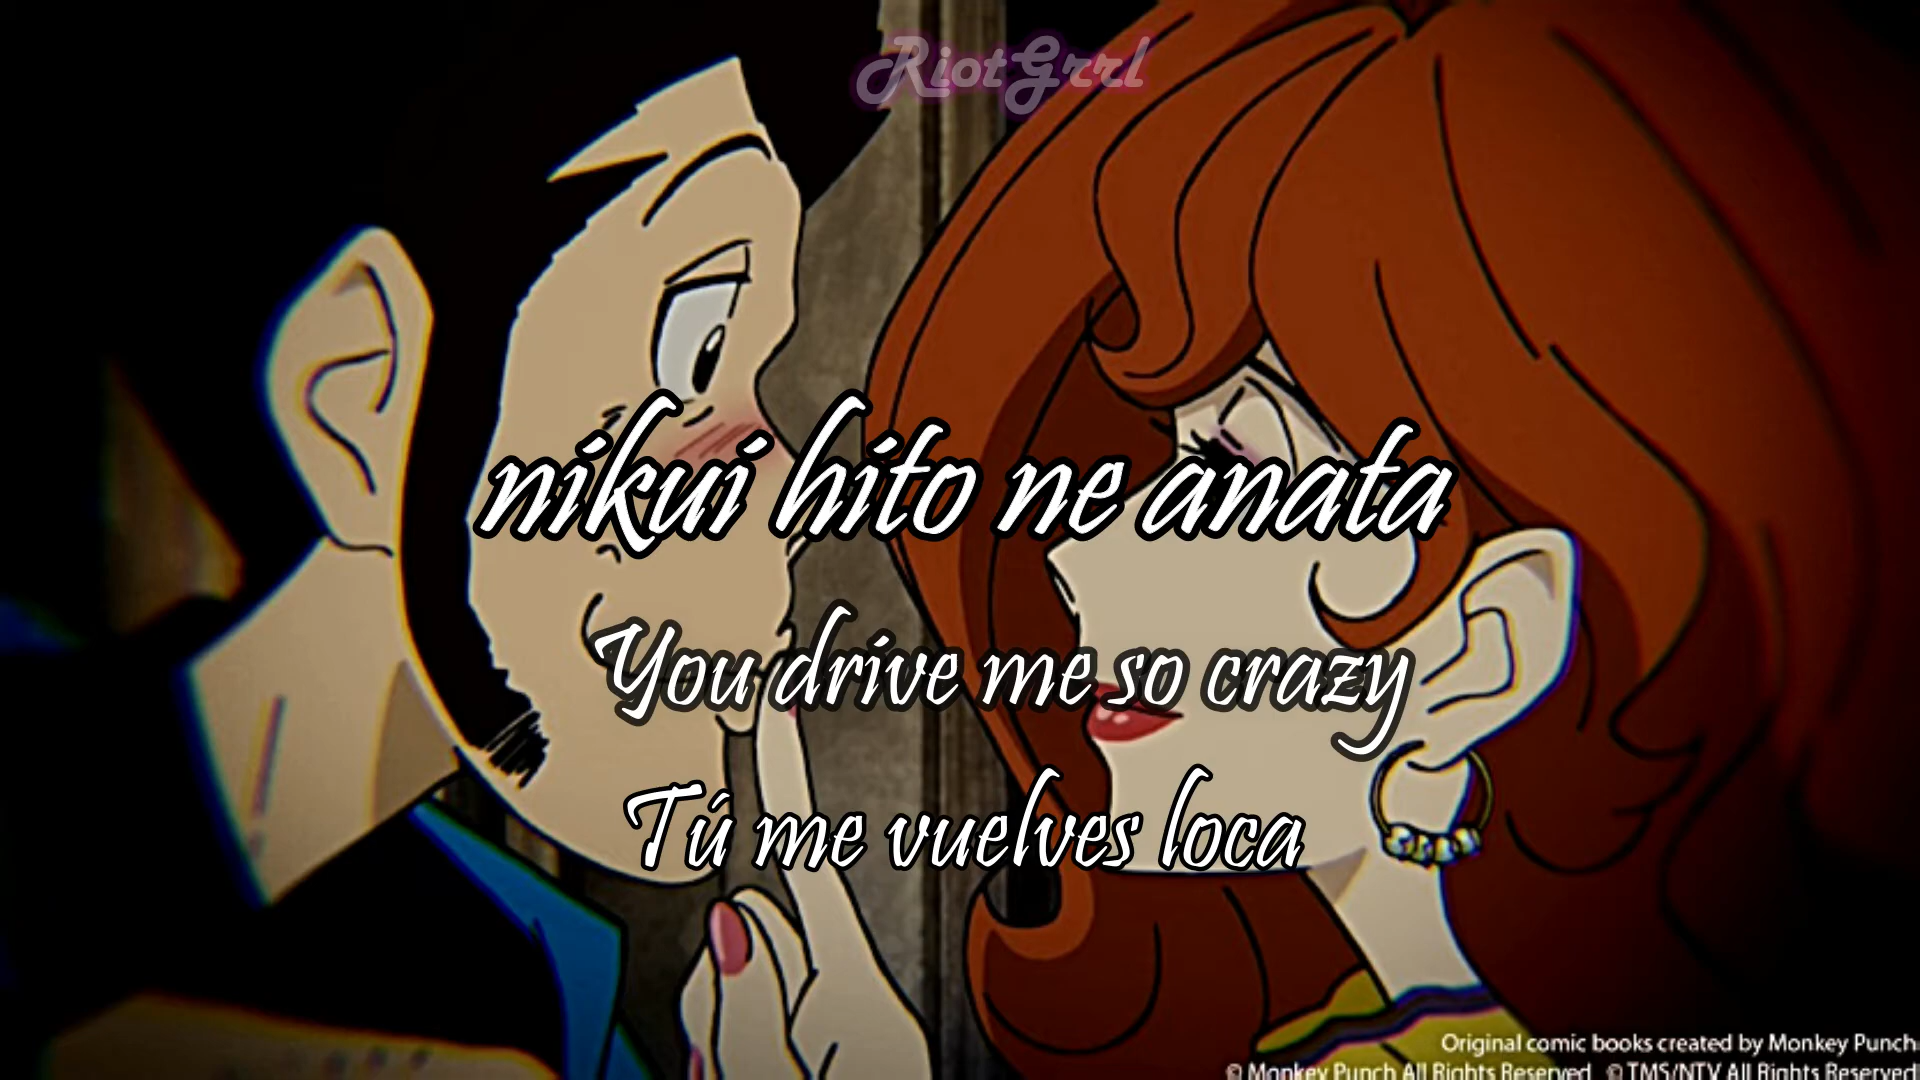 RiotGrrl
nikui hito ne anata
You drive me so crazy
Tú me vuelves loca
Original comic books created by Monkey Punch
© Monkey Punch All Rights Reserved © TMS/NTV All Rights Reserved